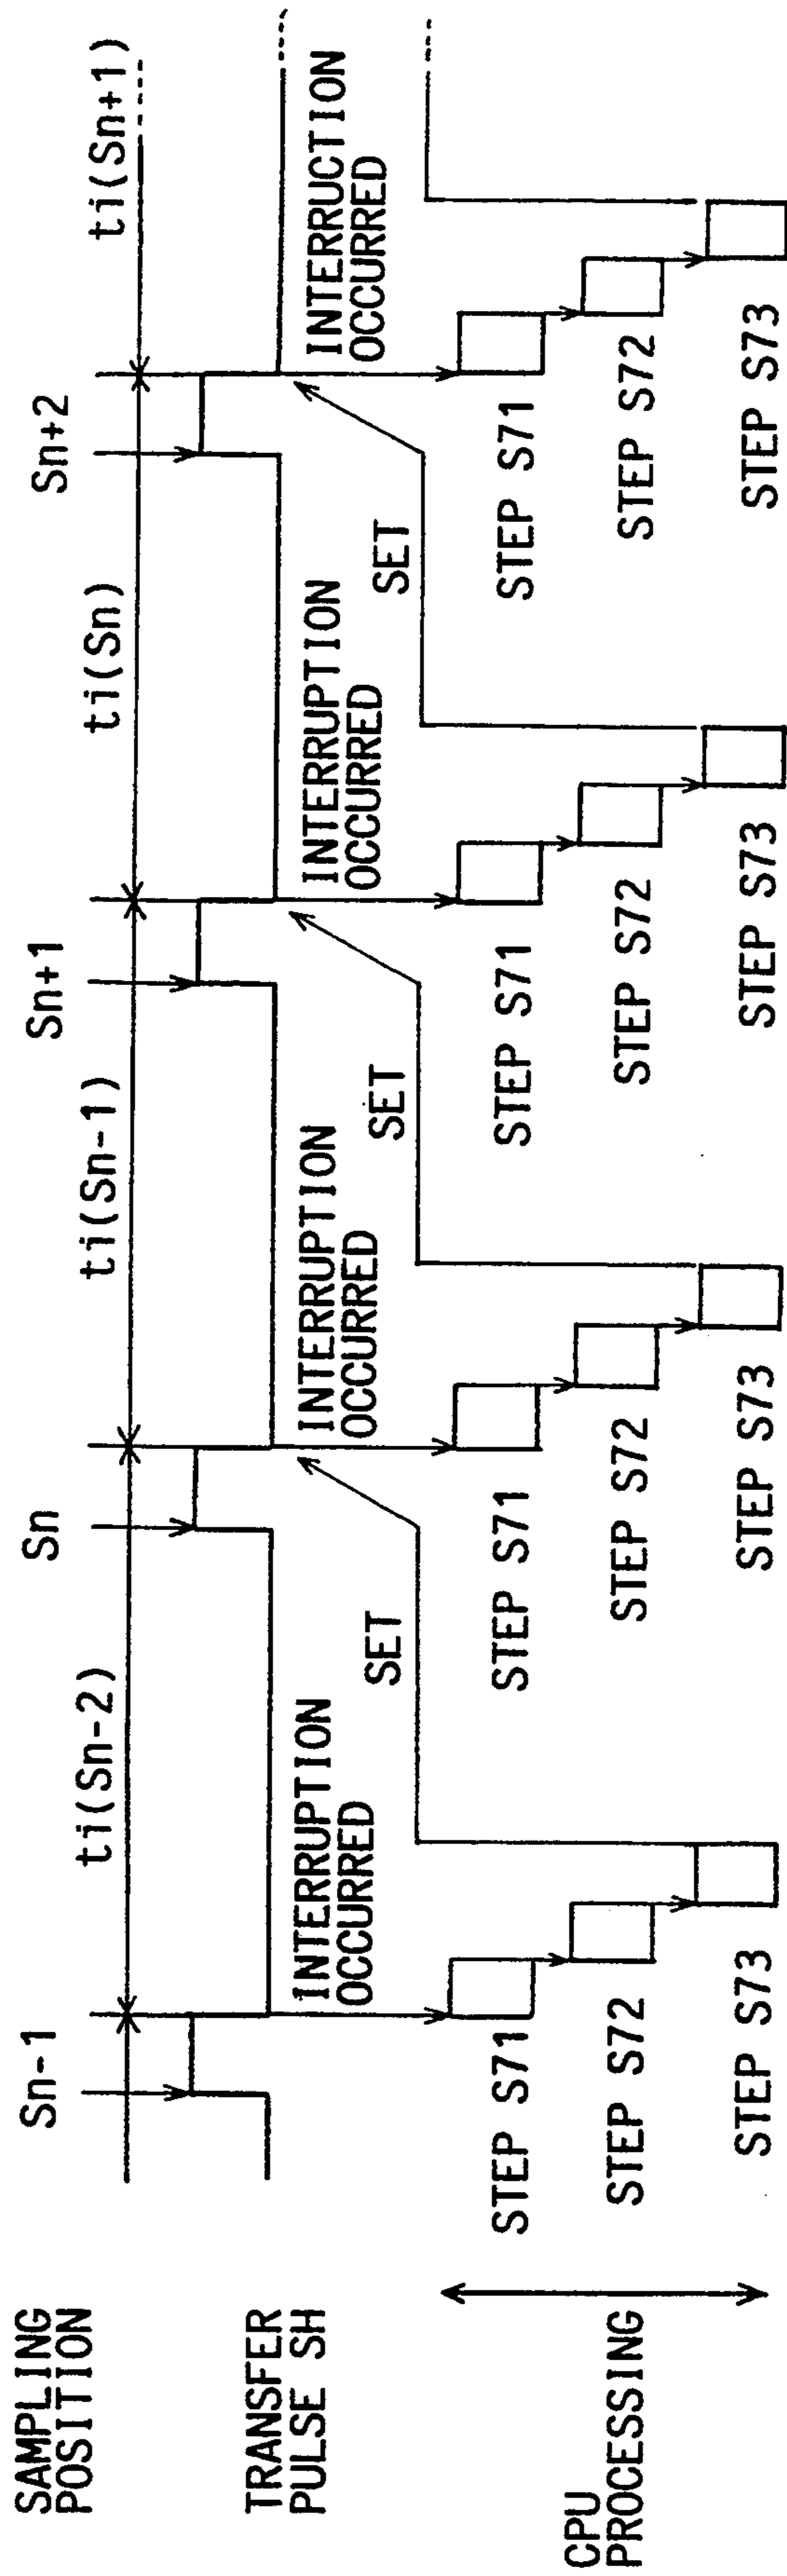 SAMPLING
POSITION
Sn-1
ti(Sn-2)
Sn
ti(Sn-1)
Sn+1
ti(Sn)
Sn+2
ti(Sn+1)
TRANSFER
PULSE SH
INTERRUPTION
OCCURRED
INTERRUPTION
OCCURRED
INTERRUPTION
OCCURRED
INTERRUCTION
OCCURRED
SET
SET
SET
CPU
PROCESSING
STEP S71
STEP S71
STEP S71
STEP S71
STEP S72
STEP S72
STEP S72
STEP S72
STEP S73
STEP S73
STEP S73
STEP S73